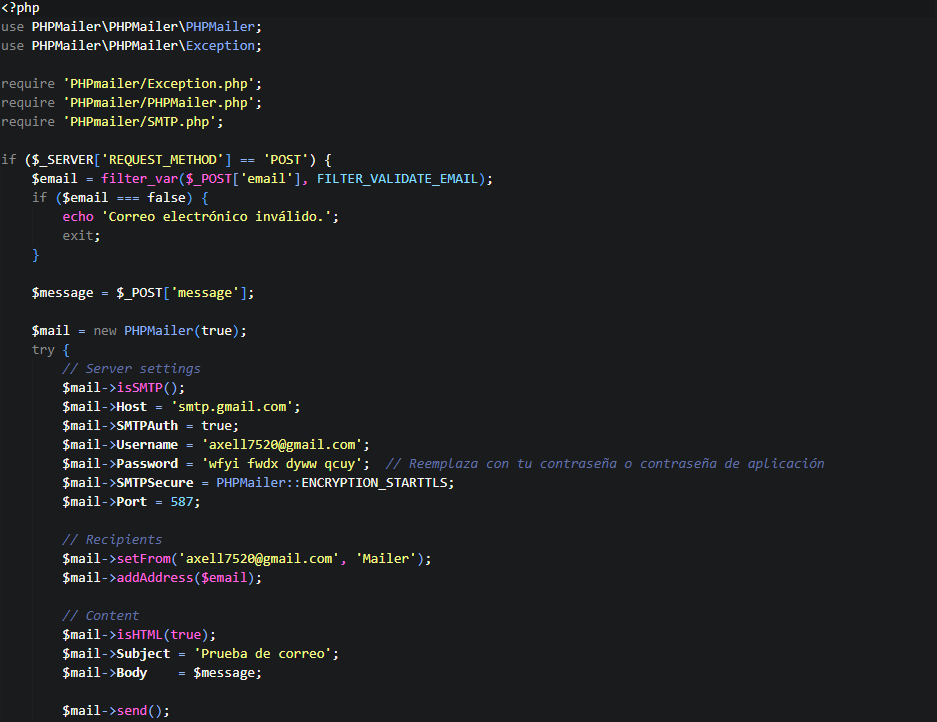 <?php
use PHPMailer\PHPMailer\PHPMailer;
use PHPMailer\PHPMailer\Exception;
require 'PHPmailer/Exception.php';
require 'PHPmailer/PHPMailer.php';
require 'PHPmailer/SMTP.php';
if ($_SERVER['REQUEST_METHOD'] == 'POST') {
$email = filter_var($_POST['email'], FILTER_VALIDATE_EMAIL);
if ($email === false) {
echo 'Correo electrónico inválido.';
exit;
}
$message = $_POST['message'];
$mail = new PHPMailer(true);
try {
// Server settings
$mail->isSMTP();
$mail->Host = 'smtp.gmail.com';
$mail->SMTPAuth = true;
$mail->Username = 'axell7520@gmail.com';
$mail->Password = 'wfyi fwdx dyww qcuy'; // Reemplaza con tu contraseña o contraseña de aplicación
$mail->SMTPSecure = PHPMailer::ENCRYPTION_STARTTLS;
$mail->Port = 587;
// Recipients
$mail->setFrom('axell7520@gmail.com', 'Mailer');
$mail->addAddress($email);
// Content
$mail->isHTML(true);
$mail->Subject = 'Prueba de correo';
$mail->Body = $message;
$mail->send();